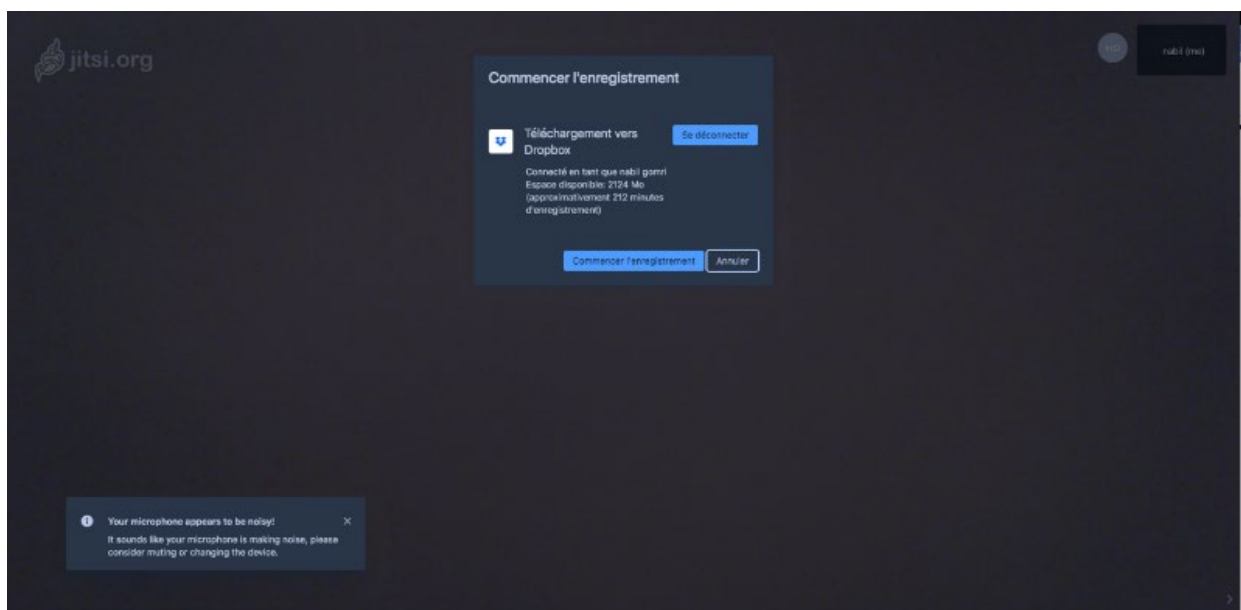 jitsi.org
HD
nabil (me)
Commencer l'enregistrement
Téléchargement vers
Dropbox
Se déconnecter
Connecté en tant que nabil gomri
Espace disponible: 2124 Mo
(approximativement 212 minutes
d'enregistrement)
Commencer l'enregistrement
Annuler
Your microphone appears to be noisy!
It sounds like your microphone is making noise, please
consider muting or changing the device.